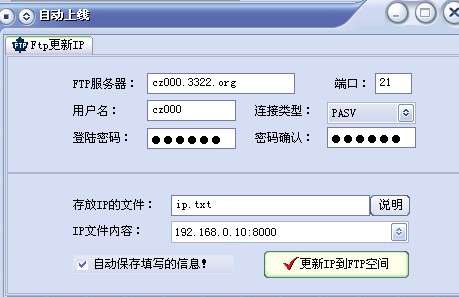 自动上线
FTP Ftp更新IP
FTP服务器： cz000.3322.org 端口： 21
用户名： cz000 连接类型： PASV
登陆密码： ●●●●●● 密码确认： ●●●●●●
存放IP的文件： ip.txt 说明
IP文件内容： 192.168.0.10:8000
自动保存填写的信息! 更新IP到FTP空间